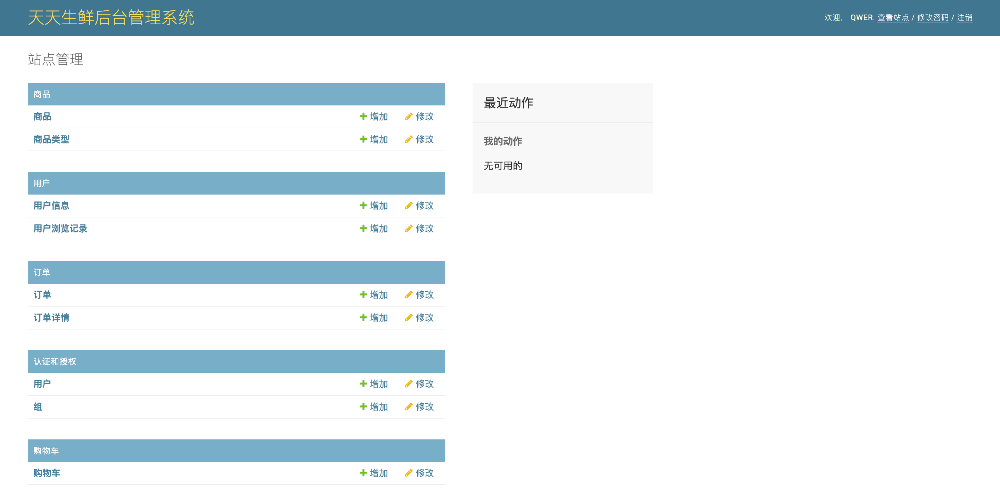 天天生鲜后台管理系统
欢迎， QWER. 查看站点 / 修改密码 / 注销
站点管理
商品
商品 增加 修改
商品类型 增加 修改
用户
用户信息 增加 修改
用户浏览记录 增加 修改
订单
订单 增加 修改
订单详情 增加 修改
认证和授权
用户 增加 修改
组 增加 修改
购物车
购物车 增加 修改
最近动作
我的动作
无可用的